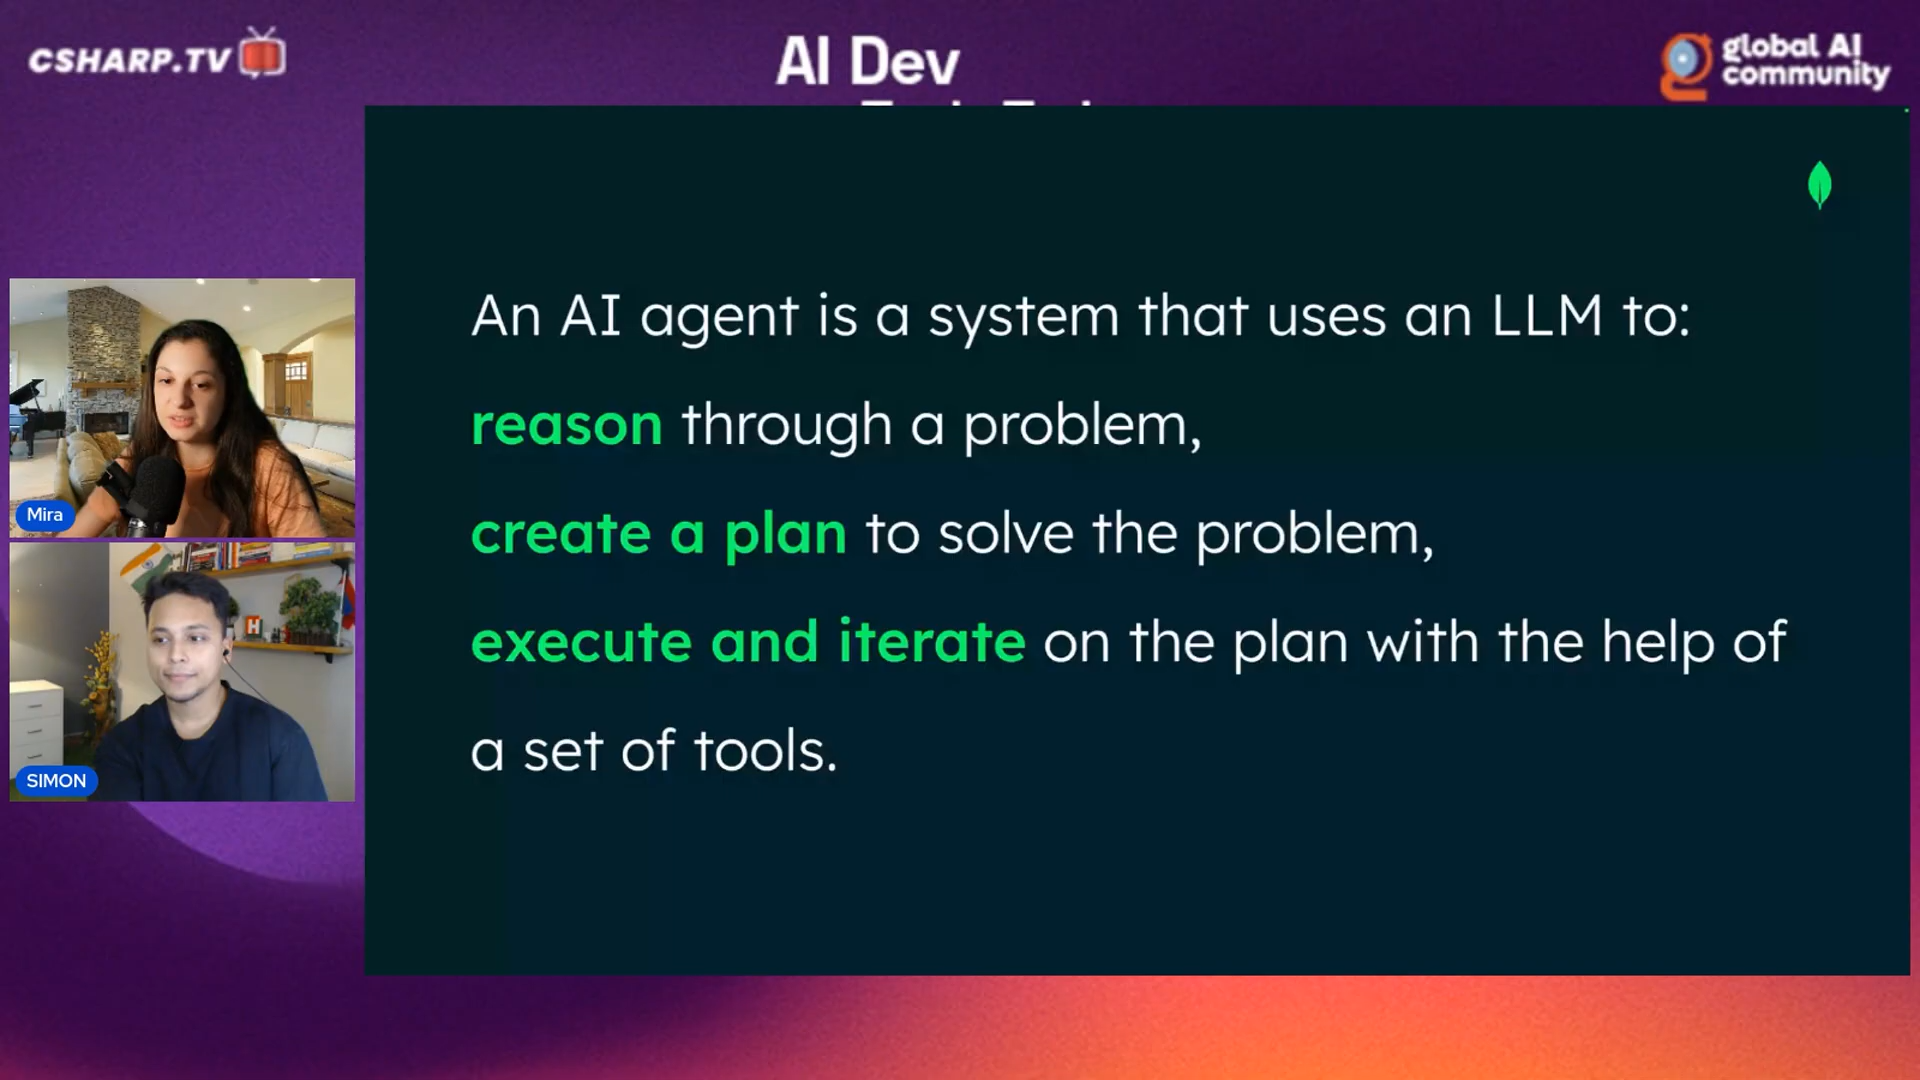 CSHARP.TV
AI Dev
global AI
community
An AI agent is a system that uses an LLM to:
reason through a problem,
create a plan to solve the problem,
execute and iterate on the plan with the help of
a set of tools.
Mira
H
SIMON